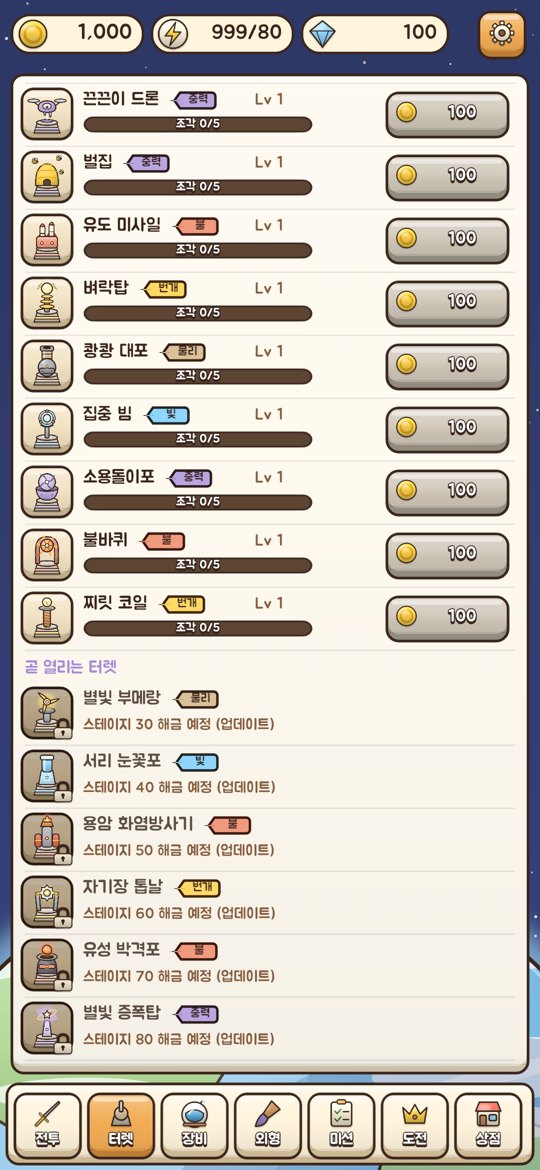 1,000
999/80
100
끈끈이 드론 중력 Lv 1
조각 0/5
100
벌집 중력 Lv 1
조각 0/5
100
유도 미사일 불 Lv 1
조각 0/5
100
벼락탑 번개 Lv 1
조각 0/5
100
쾅쾅 대포 물리 Lv 1
조각 0/5
100
집중 빔 빛 Lv 1
조각 0/5
100
소용돌이포 중력 Lv 1
조각 0/5
100
불바퀴 불 Lv 1
조각 0/5
100
찌릿 코일 번개 Lv 1
조각 0/5
100
곧 열리는 터렛
별빛 부메랑 물리
스테이지 30 해금 예정 (업데이트)
서리 눈꽃포 빛
스테이지 40 해금 예정 (업데이트)
용암 화염방사기 불
스테이지 50 해금 예정 (업데이트)
자기장 톱날 번개
스테이지 60 해금 예정 (업데이트)
유성 박격포 불
스테이지 70 해금 예정 (업데이트)
별빛 증폭탑 중력
스테이지 80 해금 예정 (업데이트)
전투 터렛 장비 외형 미션 도전 상점